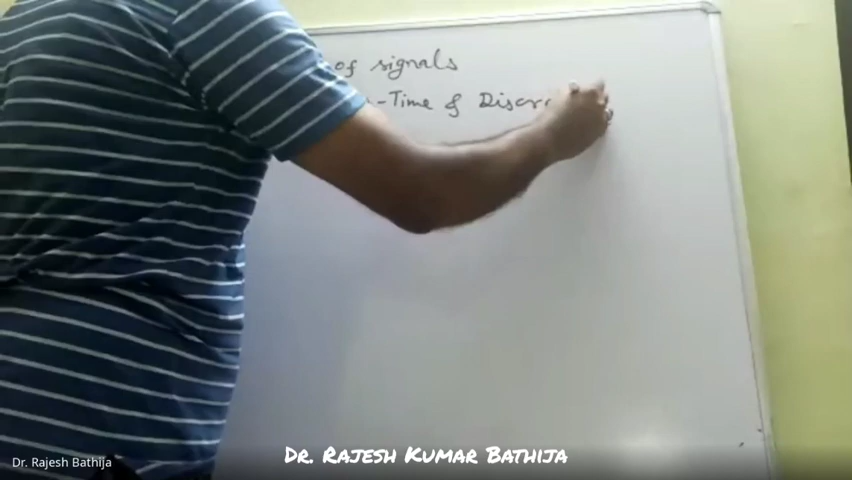 of signals
-Time & Discr
Dr. Rajesh Bathija
Dr. Rajesh Kumar Bathija